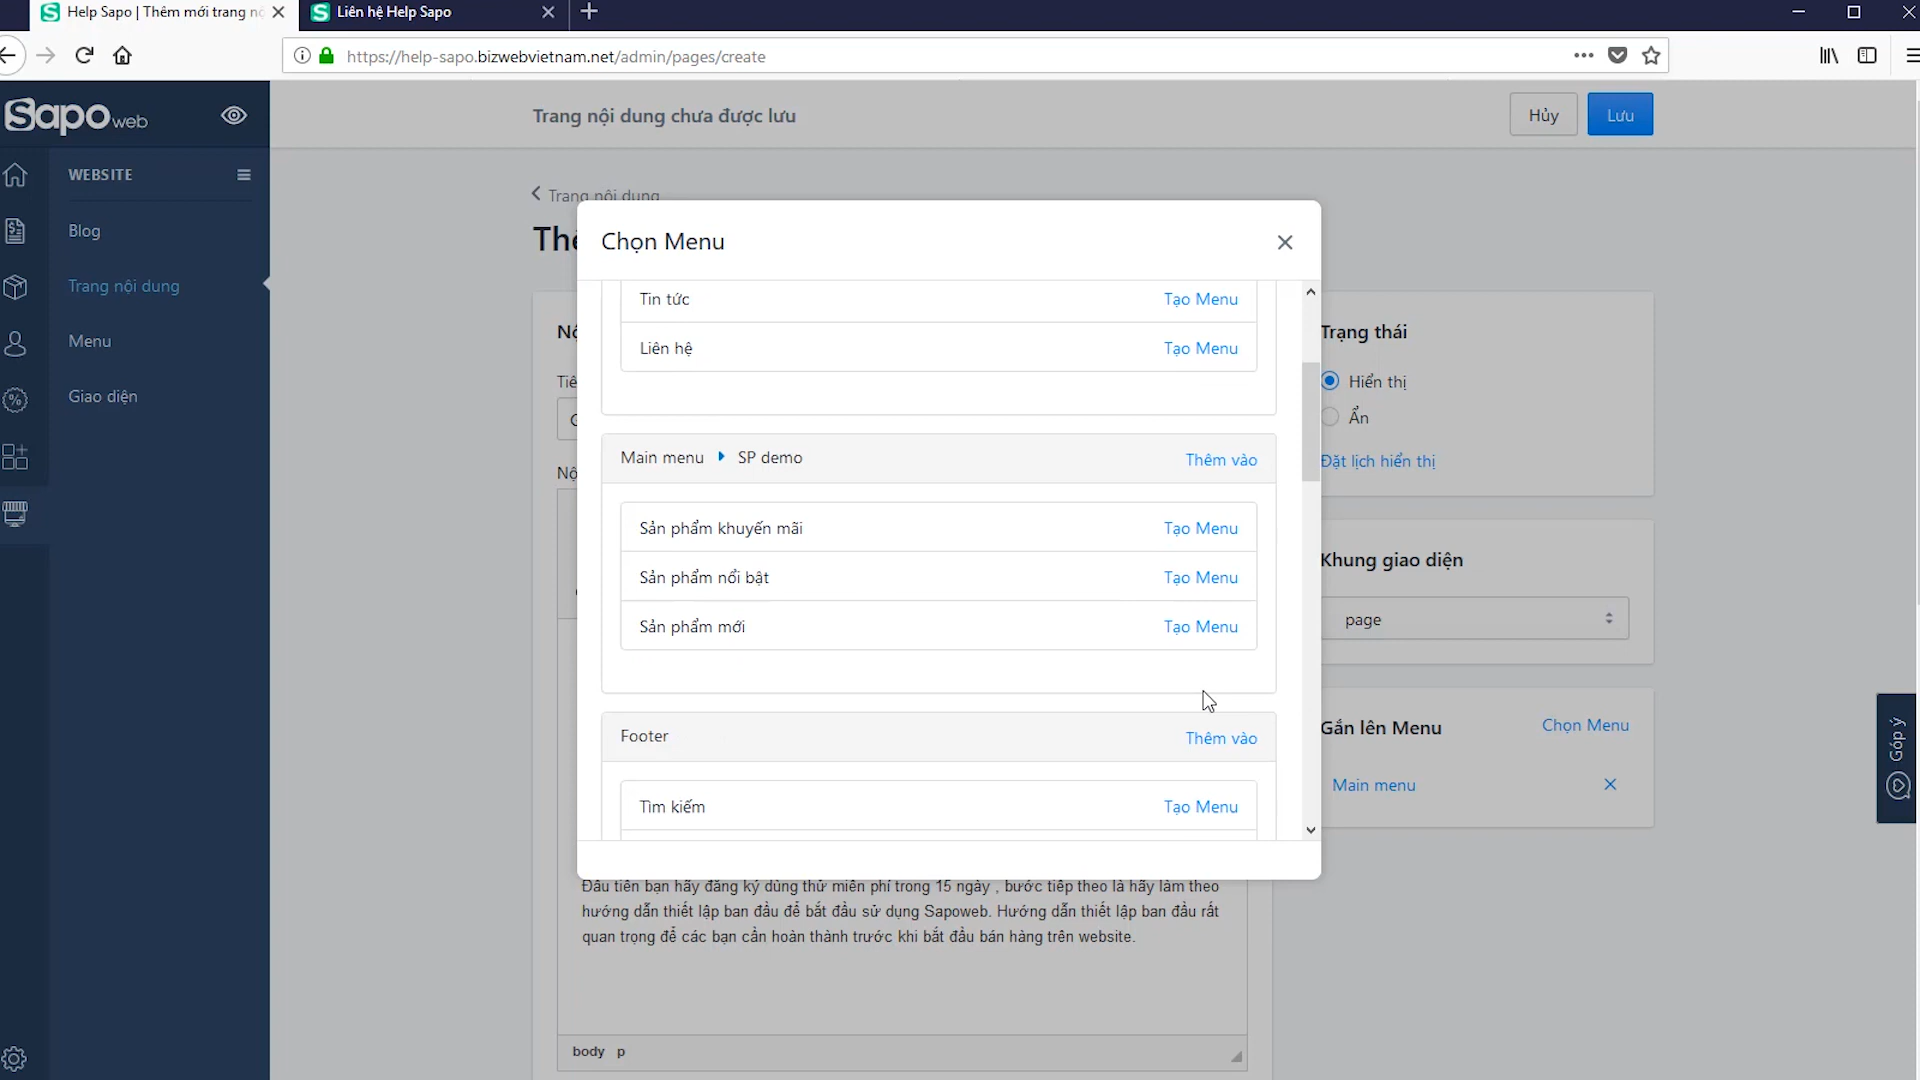 Help Sapo | Thêm mới trang nộ
Liên hệ Help Sapo
https://help-sapo.bizwebvietnam.net/admin/pages/create
Sapo web
Trang nội dung chưa được lưu
Hủy
Lưu
WEBSITE
Blog
Trang nội dung
Menu
Giao diện
Trang nội dung
Chọn Menu
Tin tức
Tạo Menu
Liên hệ
Tạo Menu
Main menu
SP demo
Thêm vào
Sản phẩm khuyến mãi
Tạo Menu
Sản phẩm nổi bật
Tạo Menu
Sản phẩm mới
Tạo Menu
Footer
Thêm vào
Tìm kiếm
Tạo Menu
Trạng thái
Hiển thị
Ẩn
Đặt lịch hiển thị
Khung giao diện
page
Gắn lên Menu
Chọn Menu
Main menu
Góp ý
Đầu tiên bạn hãy đăng ký dùng thử miễn phí trong 15 ngày , bước tiếp theo là hãy làm theo
hướng dẫn thiết lập ban đầu để bắt đầu sử dụng Sapoweb. Hướng dẫn thiết lập ban đầu rất
quan trọng để các bạn cần hoàn thành trước khi bắt đầu bán hàng trên website.
body p